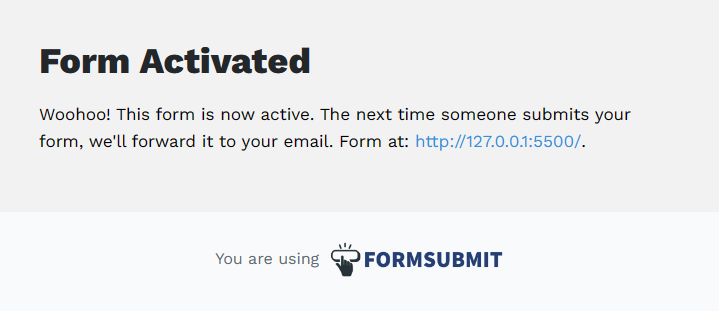 Form Activated
Woohoo! This form is now active. The next time someone submits your
form, we'll forward it to your email. Form at: http://127.0.0.1:5500/.
You are using FORMSUBMIT